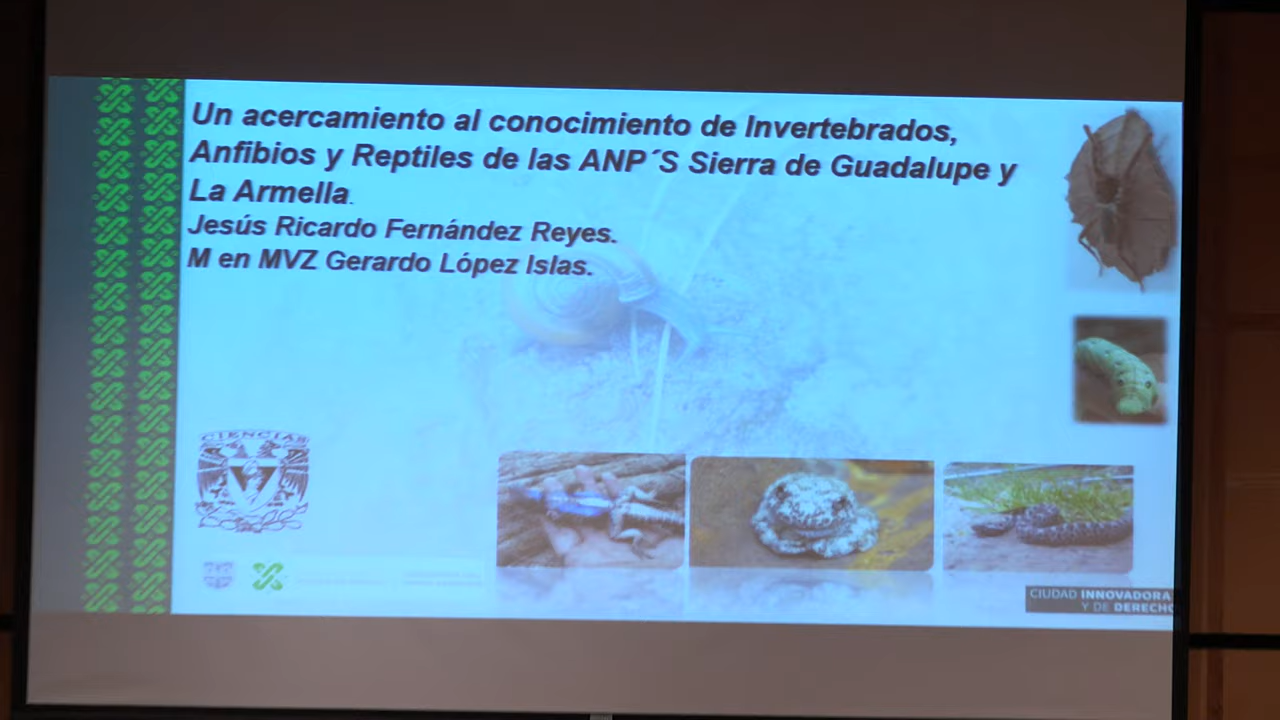 Un acercamiento al conocimiento de Invertebrados,
Anfibios y Reptiles de las ANP´S Sierra de Guadalupe y
La Armella.
Jesús Ricardo Fernández Reyes.
M en MVZ Gerardo López Islas.
CIENCIAS
CIUDAD INNOVADORA
Y DE DERECHO